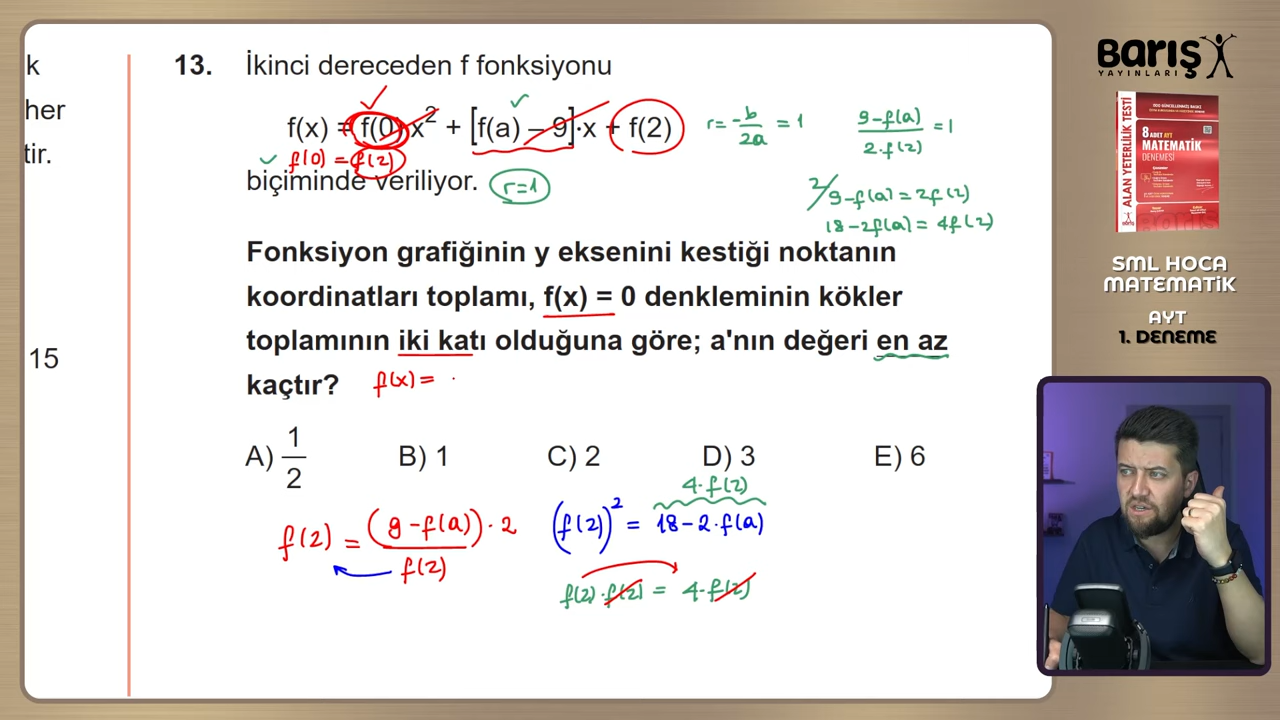 k
her
tir.
15
13. İkinci dereceden f fonksiyonu
f(x) = f(0)·x² + [f(a) – 9]·x + f(2)
f(0) = f(2)
biçiminde veriliyor.
r=1
r = -b/2a = 1
9-f(a)/2·f(2) = 1
2/ 9-f(a) = 2f(2)
18-2f(a) = 4f(2)
Fonksiyon grafiğinin y eksenini kestiği noktanın
koordinatları toplamı, f(x) = 0 denkleminin kökler
toplamının iki katı olduğuna göre; a'nın değeri en az
kaçtır?
f(x) =
A) 1/2 B) 1 C) 2 D) 3 E) 6
4·f(2)
f(2) = (9-f(a))·2/f(2)
(f(2))² = 18-2·f(a)
f(2)·f(2) = 4·f(2)
BARIŞ
YAYINLARI
ALAN YETERLİLİK TESTİ
8 ADET AYT
MATEMATİK
DENEMESİ
BARIŞ
SML HOCA
MATEMATİK
AYT
1. DENEME